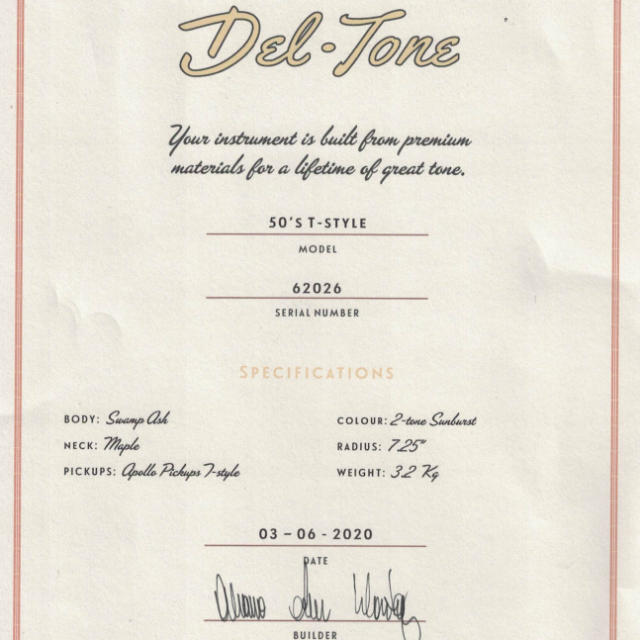 Del-Tone
Your instrument is built from premium
materials for a lifetime of great tone.
50'S T-STYLE
MODEL
62026
SERIAL NUMBER
SPECIFICATIONS
BODY: Swamp Ash
COLOUR: 2-tone Sunburst
NECK: Maple
RADIUS: 7.25"
PICKUPS: Apollo Pickups T-style
WEIGHT: 3.2 Kg
03 – 06 - 2020
DATE
BUILDER